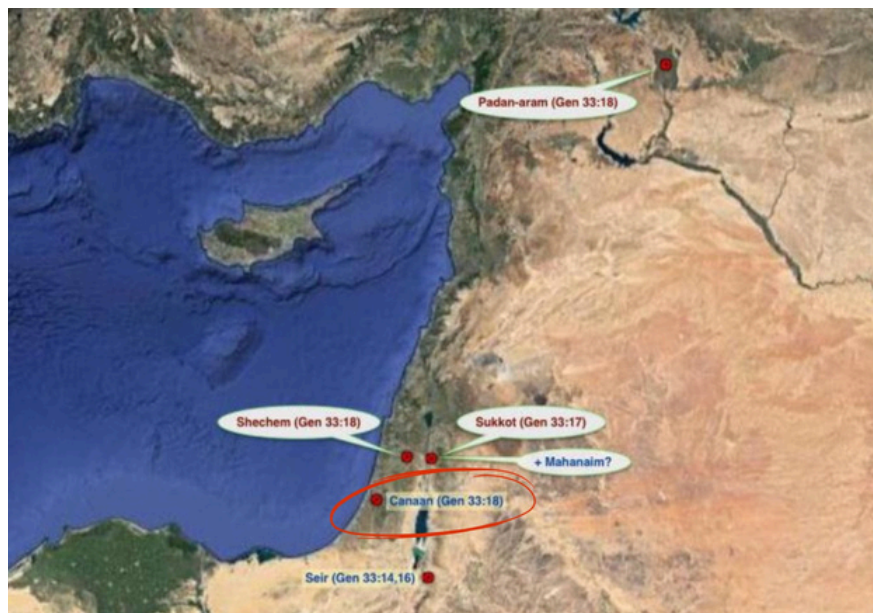 Padan-aram (Gen 33:18)
Shechem (Gen 33:18)
Sukkot (Gen 33:17)
+ Mahanaim?
Canaan (Gen 33:18)
Seir (Gen 33:14,16)